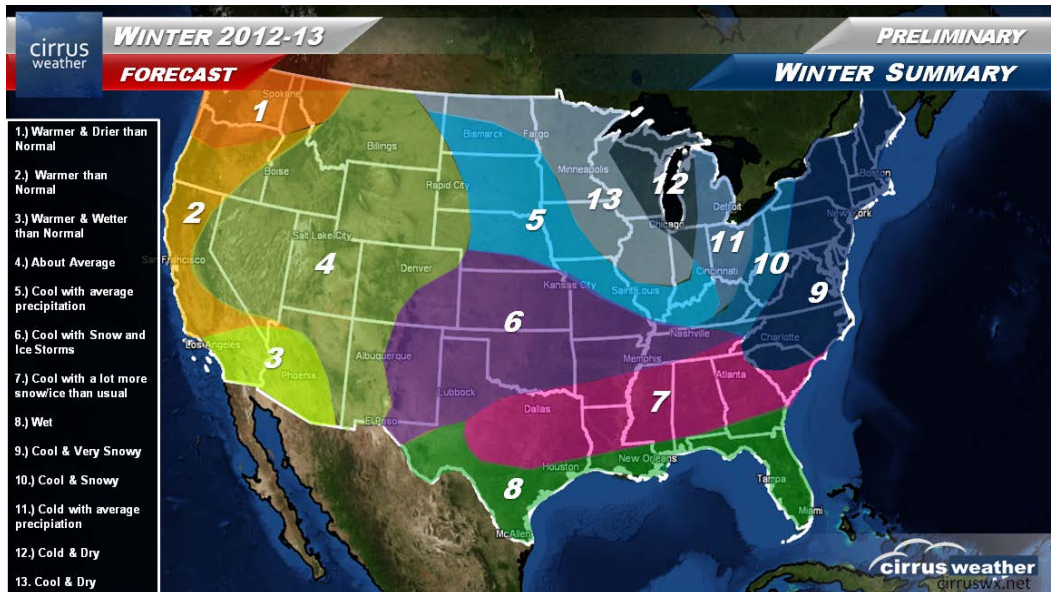 cirrus
weather
WINTER 2012-13
FORECAST
PRELIMINARY
WINTER SUMMARY
1.) Warmer & Drier than
Normal
2.) Warmer than
Normal
3.) Warmer & Wetter
than Normal
4.) About Average
5.) Cool with average
precipitation
6.) Cool with Snow and
Ice Storms
7.) Cool with a lot more
snow/ice than usual
8.) Wet
9.) Cool & Very Snowy
10.) Cool & Snowy
11.) Cold with average
precipiation
12.) Cold & Dry
13. Cool & Dry
Spokane
1
Bismarck
Fargo
Billings
Minneapolis
Boise
Boston
Rapid City
12
13
2
Detroit
New York
Chicago
5
Salt Lake City
11
San Francisco
4
Denver
Cincinnati
10
Kansas City
Saint Louis
9
6
Nashville
Charlotte
Los Angeles
3
Albuquerque
Memphis
Phoenix
Atlanta
Lubbock
7
Dallas
El Paso
New Orleans
Houston
Tampa
8
Miami
McAllen
cirrus weather
cirruswx.net